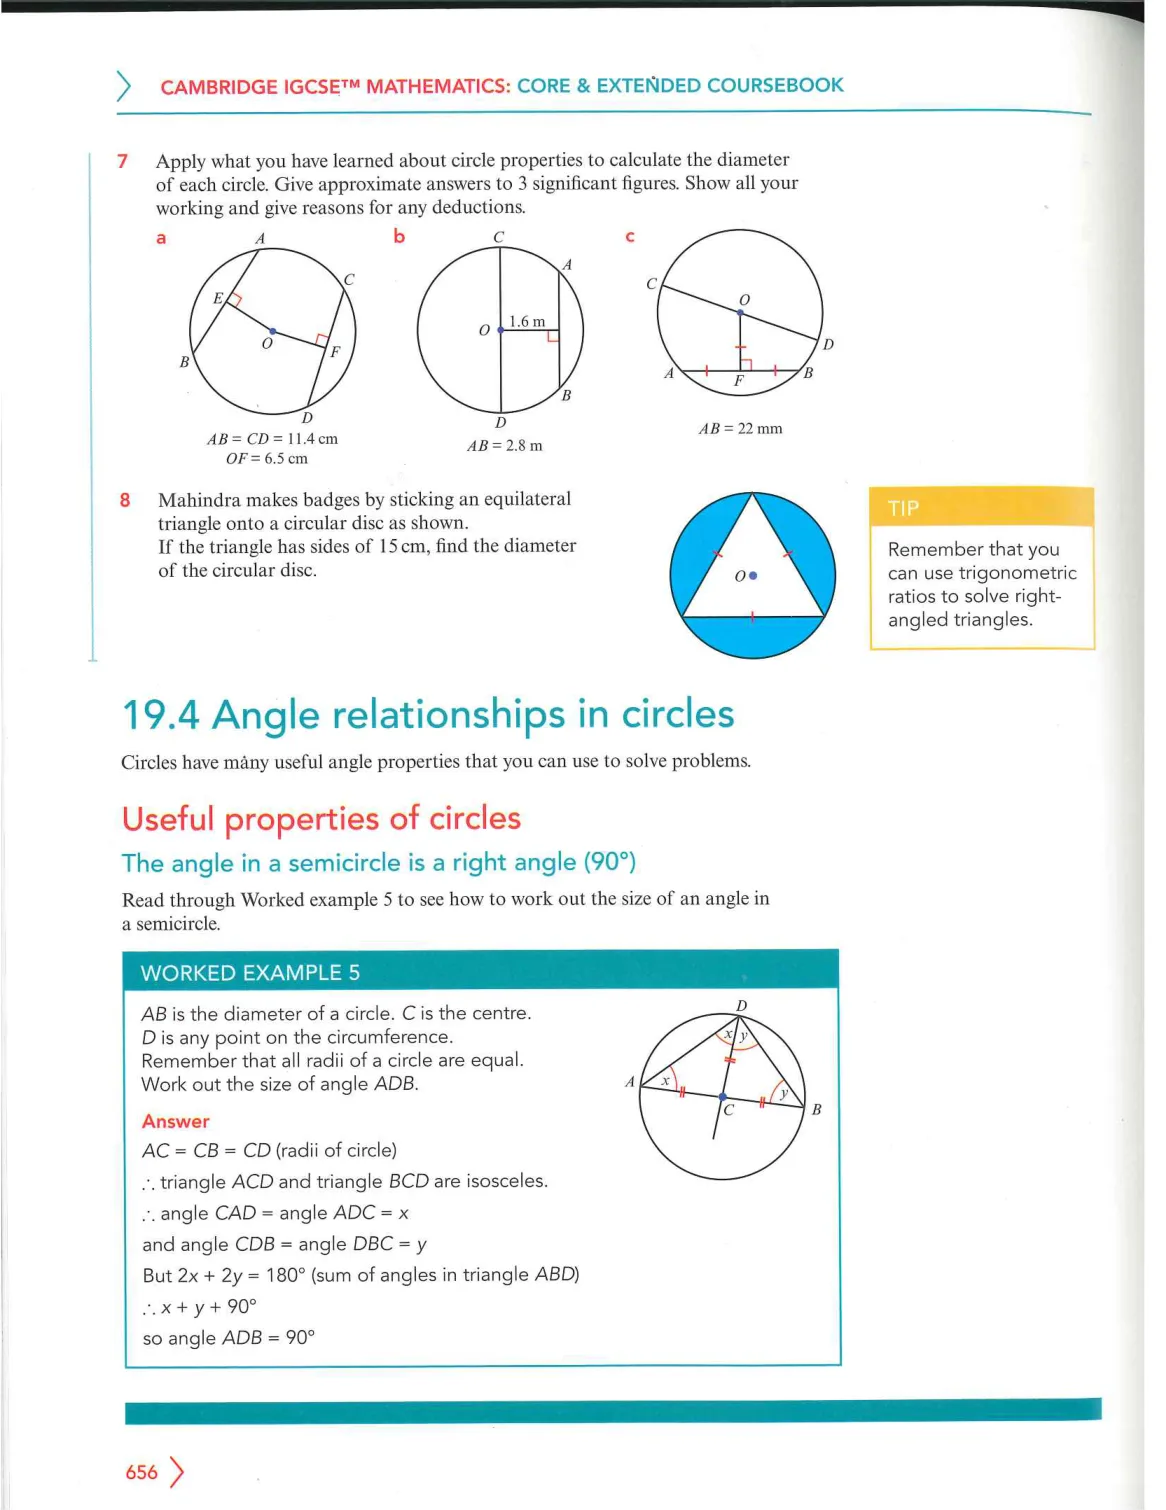 CAMBRIDGE IGCSE™ MATHEMATICS: CORE & EXTENDED COURSEBOOK
7 Apply what you have learned about circle properties to calculate the diameter
of each circle. Give approximate answers to 3 significant figures. Show all your
working and give reasons for any deductions.
a
A
C
E
O
F
B
D
AB = CD = 11.4 cm
OF = 6.5 cm
b
C
A
1.6 m
O
B
D
AB = 2.8 m
c
C
O
D
A
F
B
AB = 22 mm
8 Mahindra makes badges by sticking an equilateral
triangle onto a circular disc as shown.
If the triangle has sides of 15 cm, find the diameter
of the circular disc.
O
TIP
Remember that you
can use trigonometric
ratios to solve right-
angled triangles.
19.4 Angle relationships in circles
Circles have many useful angle properties that you can use to solve problems.
Useful properties of circles
The angle in a semicircle is a right angle (90°)
Read through Worked example 5 to see how to work out the size of an angle in
a semicircle.
WORKED EXAMPLE 5
AB is the diameter of a circle. C is the centre.
D is any point on the circumference.
Remember that all radii of a circle are equal.
Work out the size of angle ADB.
Answer
AC = CB = CD (radii of circle)
∴ triangle ACD and triangle BCD are isosceles.
∴ angle CAD = angle ADC = x
and angle CDB = angle DBC = y
But 2x + 2y = 180° (sum of angles in triangle ABD)
∴ x + y + 90°
so angle ADB = 90°
D
x y
A
x
y
C
B
656